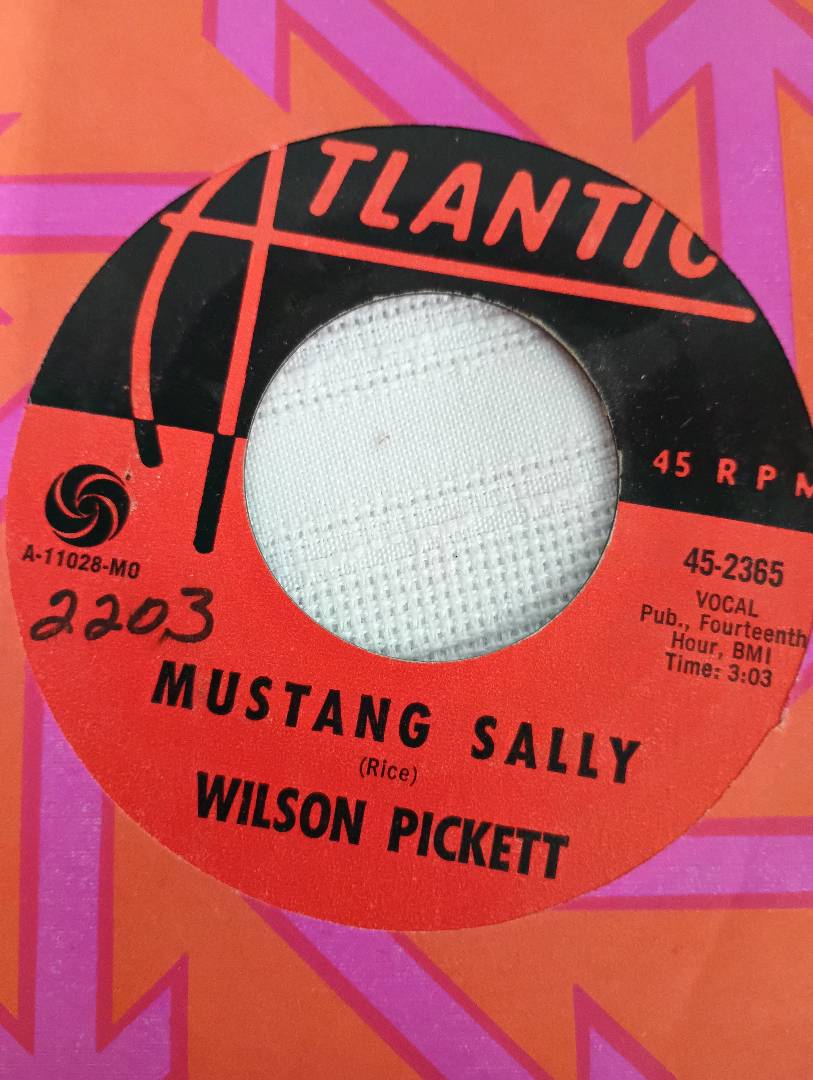 ATLANTIC
45 RPM
45-2365
VOCAL
Pub., Fourteenth
Hour, BMI
Time: 3:03
A-11028-MO
2203
MUSTANG SALLY
(Rice)
WILSON PICKETT